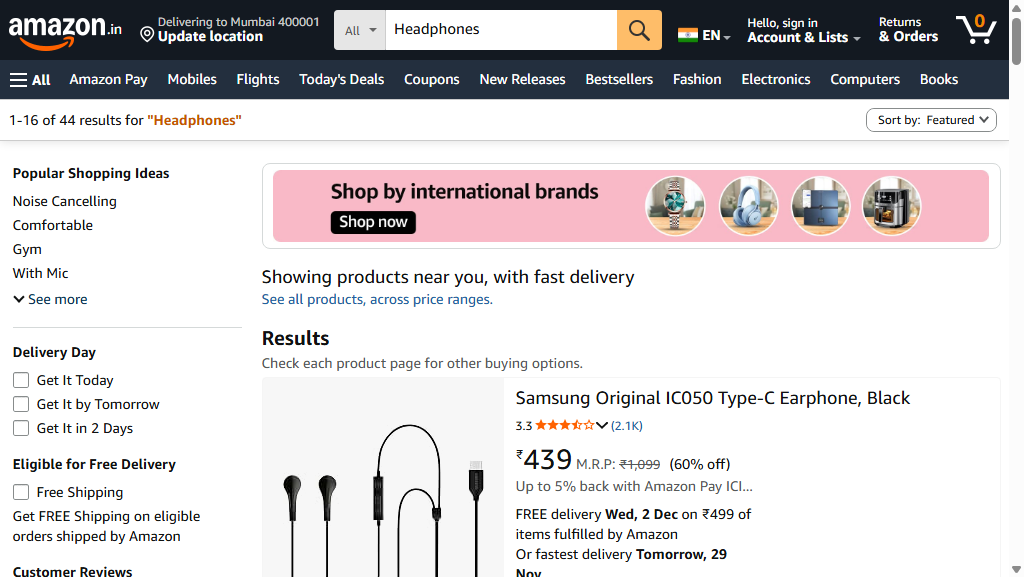 amazon.in
Delivering to Mumbai 400001
Update location
All
Headphones
EN
Hello, sign in
Account & Lists
Returns
& Orders
0
All
Amazon Pay
Mobiles
Flights
Today's Deals
Coupons
New Releases
Bestsellers
Fashion
Electronics
Computers
Books
1-16 of 44 results for "Headphones"
Sort by: Featured
Popular Shopping Ideas
Noise Cancelling
Comfortable
Gym
With Mic
See more
Delivery Day
Get It Today
Get It by Tomorrow
Get It in 2 Days
Eligible for Free Delivery
Free Shipping
Get FREE Shipping on eligible
orders shipped by Amazon
Customer Reviews
Shop by international brands
Shop now
Showing products near you, with fast delivery
See all products, across price ranges.
Results
Check each product page for other buying options.
Samsung Original IC050 Type-C Earphone, Black
3.3 (2.1K)
₹439 M.R.P: ₹1,099 (60% off)
Up to 5% back with Amazon Pay ICI...
FREE delivery Wed, 2 Dec on ₹499 of
items fulfilled by Amazon
Or fastest delivery Tomorrow, 29
Nov